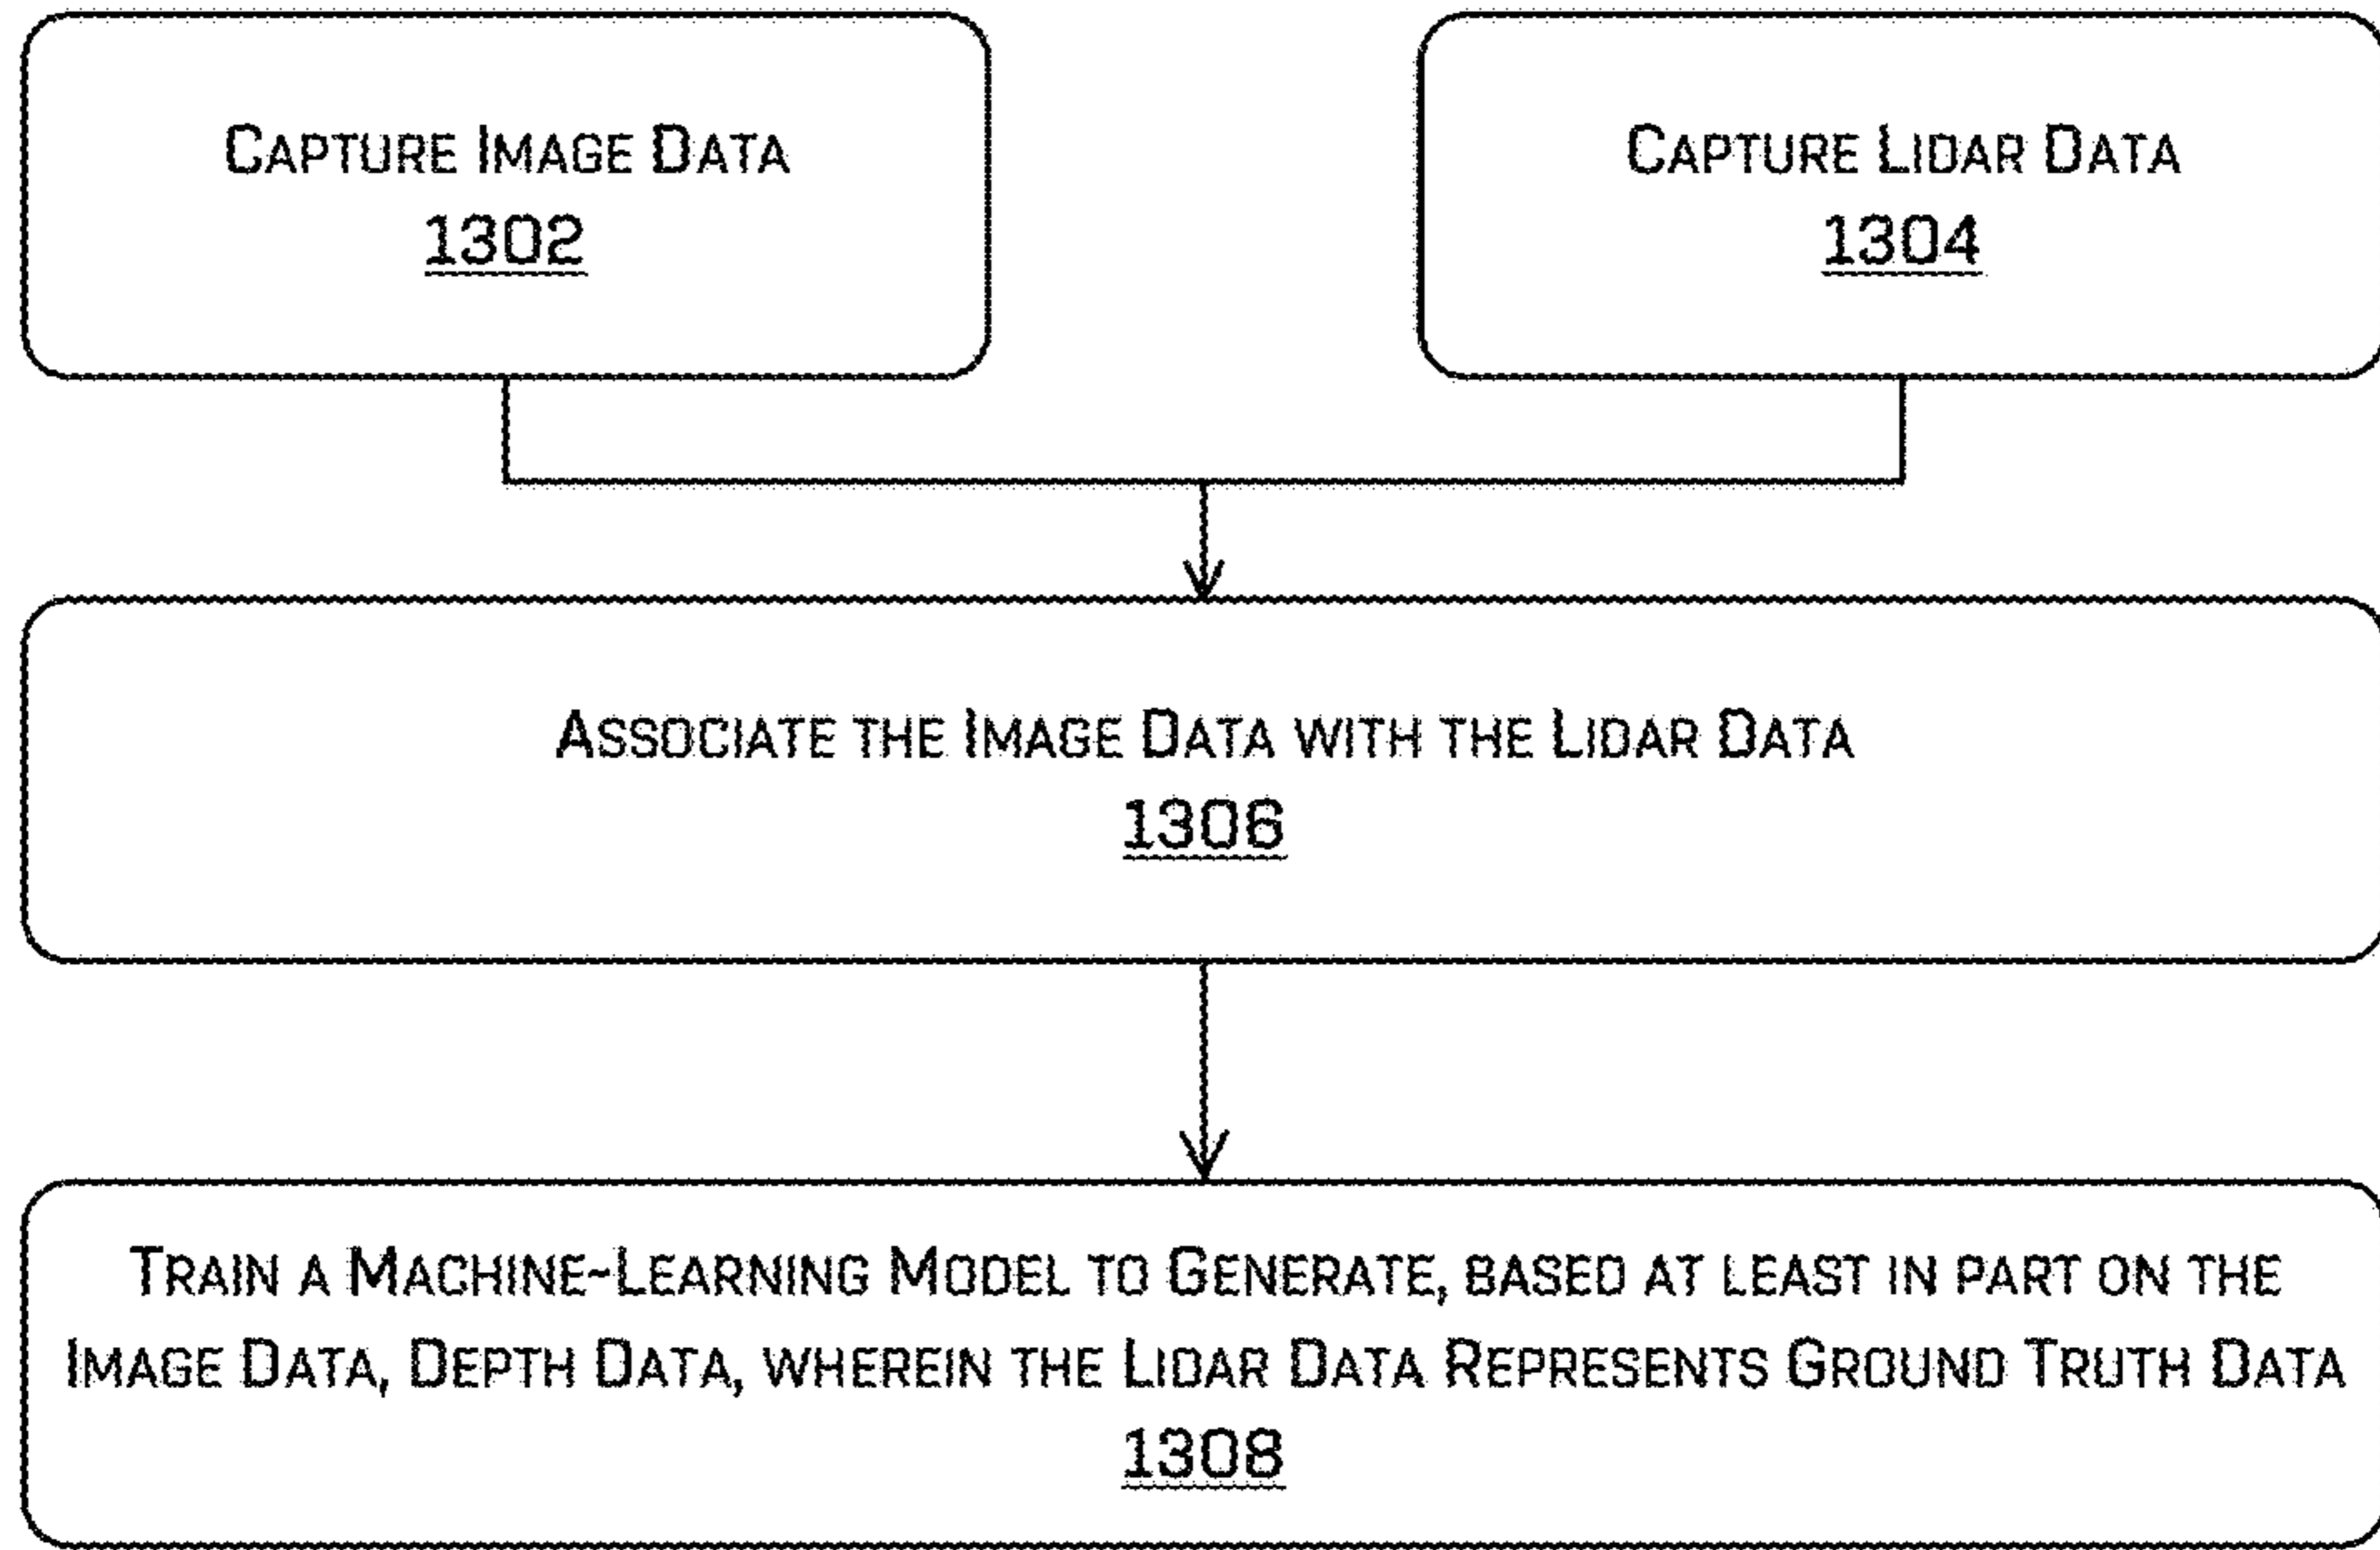 Capture Image Data
1302
Capture Lidar Data
1304
Associate the Image Data with the Lidar Data
1306
Train a Machine-Learning Model to Generate, based at least in part on the
Image Data, Depth Data, wherein the Lidar Data Represents Ground Truth Data
1308